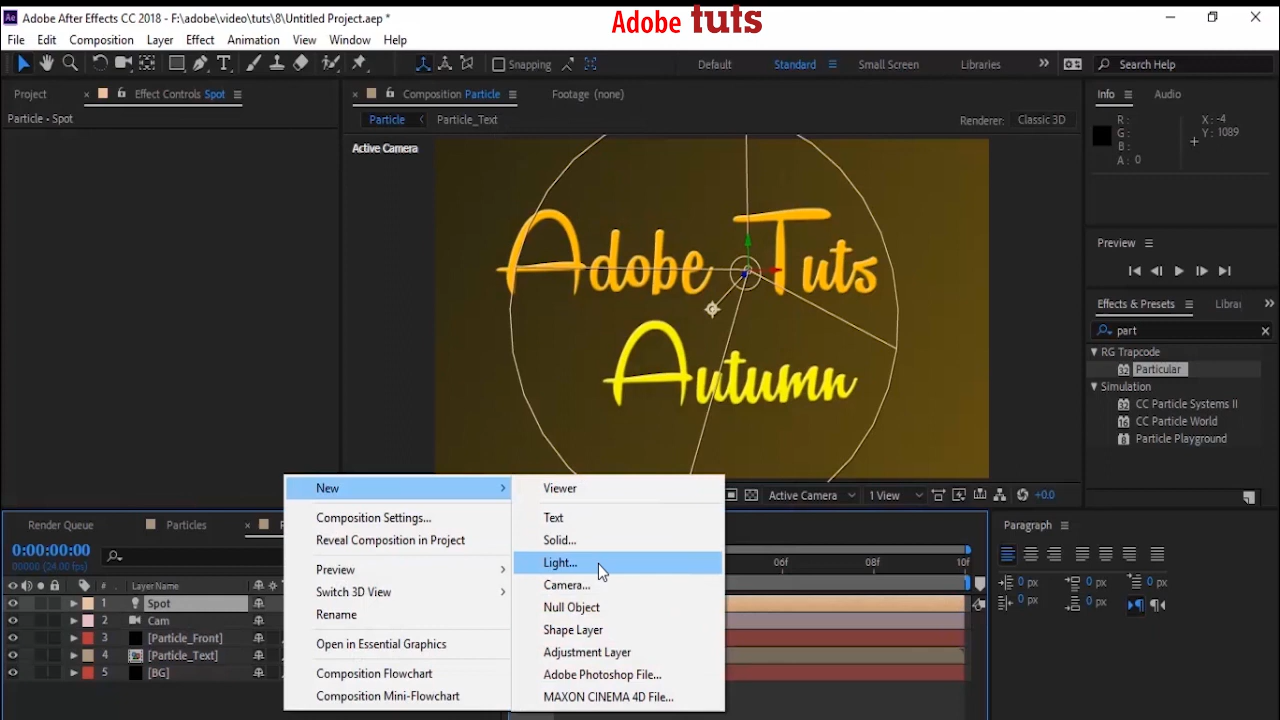 Adobe After Effects CC 2018 - F:\adobe\video\tuts\8\Untitled Project.aep *
Adobe tuts
File Edit Composition Layer Effect Animation View Window Help
Snapping Default Standard Small Screen Libraries Search Help
Project Effect Controls Spot
Composition Particle Footage (none)
Info Audio
Particle - Spot
Particle Particle_Text Renderer: Classic 3D
Active Camera
R:
G:
B:
A: 0
X: -4
Y: 1089
Adobe Tuts
Autumn
Preview
Effects & Presets Librar
part
RG Trapcode
32 Particular
Simulation
32 CC Particle Systems II
16 CC Particle World
8 Particle Playground
Active Camera 1 View +0.0
New
Composition Settings...
Reveal Composition in Project
Preview
Switch 3D View
Rename
Open in Essential Graphics
Composition Flowchart
Composition Mini-Flowchart
Viewer
Text
Solid...
Light...
Camera...
Null Object
Shape Layer
Adjustment Layer
Adobe Photoshop File...
MAXON CINEMA 4D File...
Render Queue Particles
0:00:00:00
00000 (24.00 fps)
06f 08f 10f
# Layer Name
1 Spot
2 Cam
3 [Particle_Front]
4 [Particle_Text]
5 [BG]
Paragraph
0 px 0 px 0 px
0 px 0 px